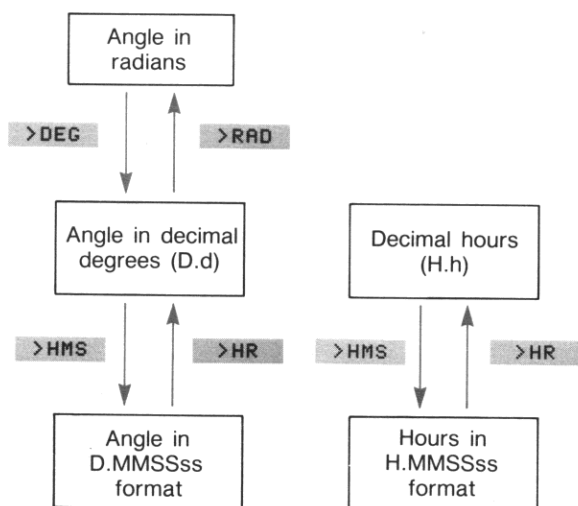 Angle in
radians
>DEG
>RAD
Angle in decimal
degrees (D.d)
Decimal hours
(H.h)
>HMS
>HR
>HMS
>HR
Angle in
D.MMSSss
format
Hours in
H.MMSSss
format